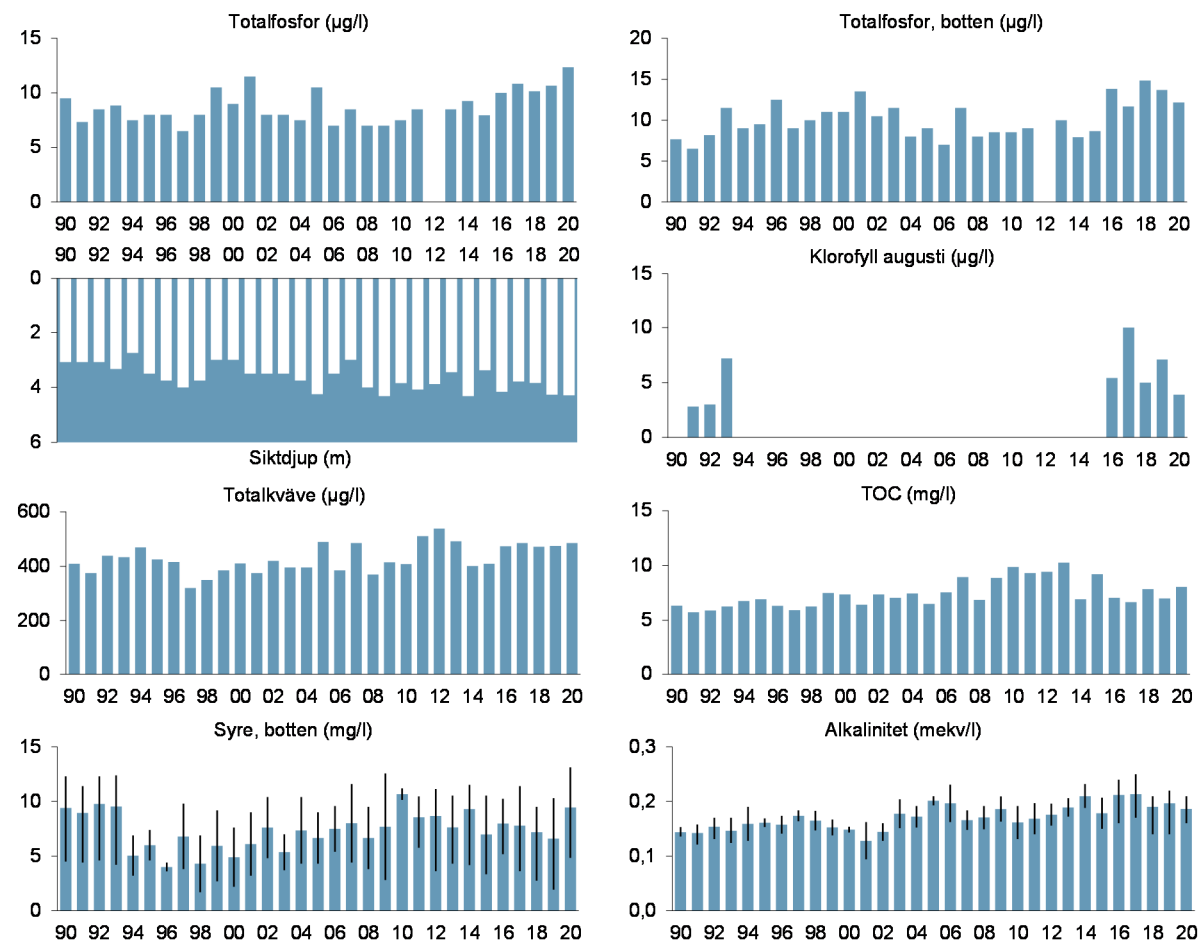 Totalfosfor (µg/l)
15
10
5
0
90 92 94 96 98 00 02 04 06 08 10 12 14 16 18 20
Totalfosfor, botten (µg/l)
20
15
10
5
0
90 92 94 96 98 00 02 04 06 08 10 12 14 16 18 20
90 92 94 96 98 00 02 04 06 08 10 12 14 16 18 20
0
2
4
6
Siktdjup (m)
Klorofyll augusti (µg/l)
15
10
5
0
90 92 94 96 98 00 02 04 06 08 10 12 14 16 18 20
Totalkväve (µg/l)
600
400
200
0
90 92 94 96 98 00 02 04 06 08 10 12 14 16 18 20
TOC (mg/l)
15
10
5
0
90 92 94 96 98 00 02 04 06 08 10 12 14 16 18 20
Syre, botten (mg/l)
15
10
5
0
90 92 94 96 98 00 02 04 06 08 10 12 14 16 18 20
Alkalinitet (mekv/l)
0,3
0,2
0,1
0,0
90 92 94 96 98 00 02 04 06 08 10 12 14 16 18 20